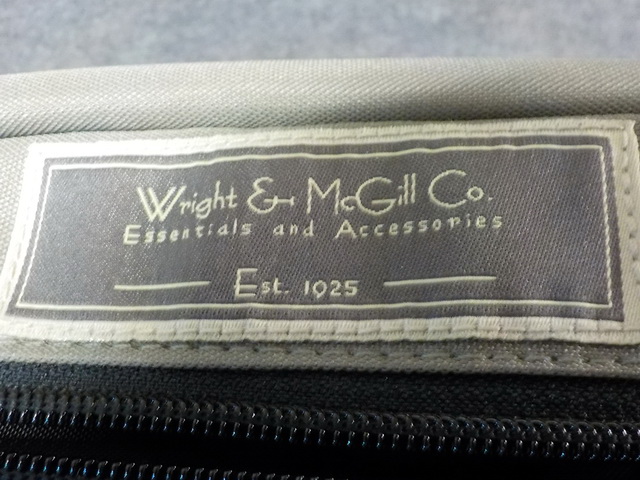 Wright & McGill Co.
Essentials and Accessories
Est. 1925